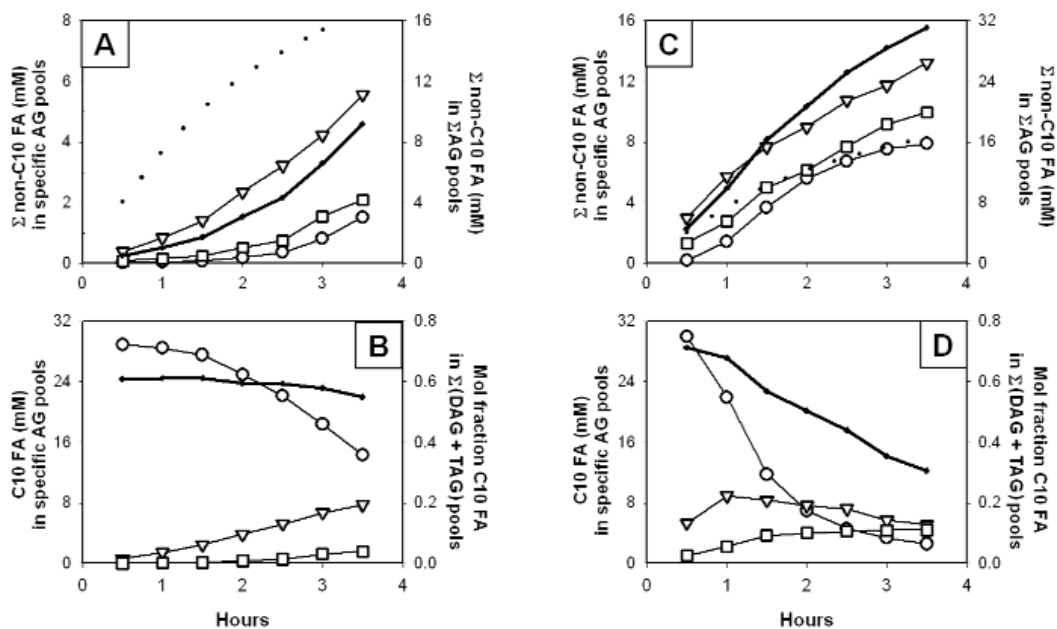 A
8
6
4
2
0
16
12
8
4
0
0
1
2
3
4
Σ non-C10 FA (mM)
in specific AG pools
Σ non-C10 FA (mM)
in ΣAG pools
C
16
12
8
4
0
32
24
16
8
0
0
1
2
3
4
Σ non-C10 FA (mM)
in specific AG pools
Σ non-C10 FA (mM)
in ΣAG pools
B
32
24
16
8
0
0.8
0.6
0.4
0.2
0.0
0
1
2
3
4
C10 FA (mM)
in specific AG pools
Mol fraction C10 FA
in Σ(DAG + TAG) pools
Hours
D
32
24
16
8
0
0.8
0.6
0.4
0.2
0.0
0
1
2
3
4
C10 FA (mM)
in specific AG pools
Mol fraction C10 FA
in Σ(DAG + TAG) pools
Hours